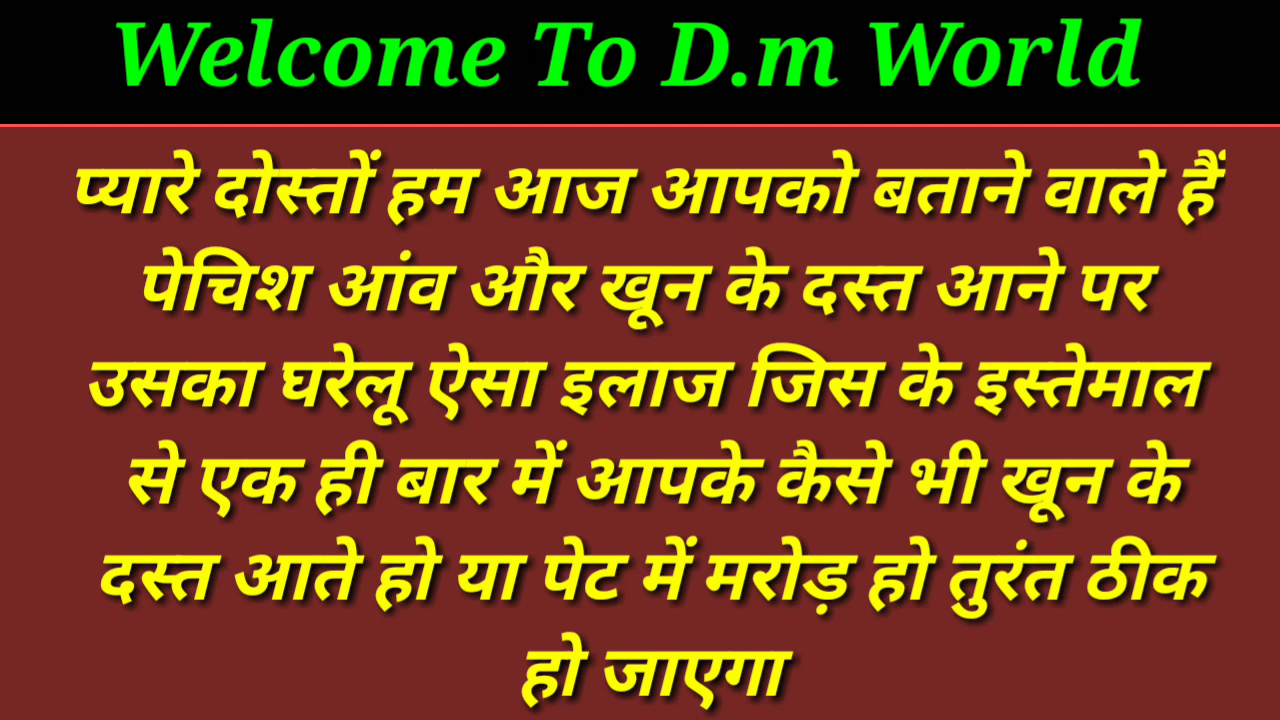 Welcome To D.m World
प्यारे दोस्तों हम आज आपको बताने वाले हैं
पेचिश आंव और खून के दस्त आने पर
उसका घरेलू ऐसा इलाज जिस के इस्तेमाल
से एक ही बार में आपके कैसे भी खून के
दस्त आते हो या पेट में मरोड़ हो तुरंत ठीक
हो जाएगा